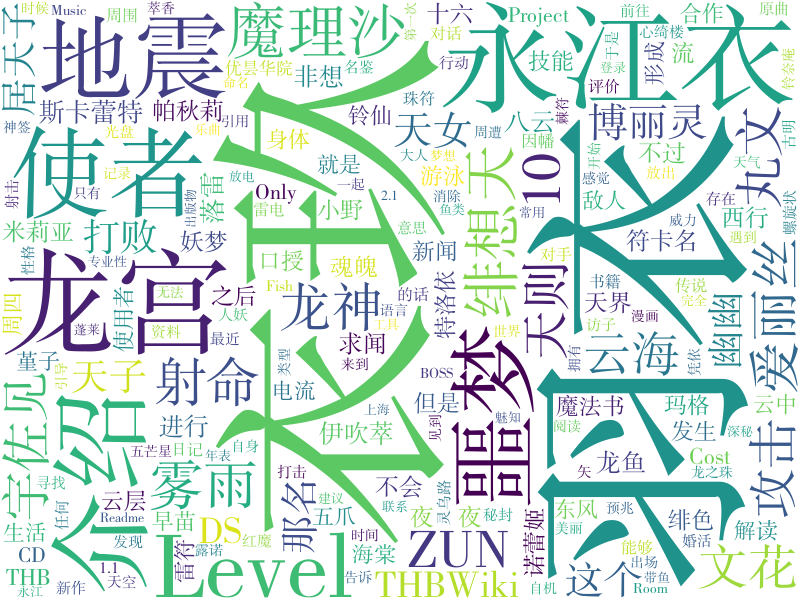 时候
Music
萃香
周围
Project
十六
合作
前往
原曲
居天子
地震
魔理沙
永江衣
第一次
对话
心绮楼
于是
登录
铃奈庵
优昙华院
命名
非想
行动
技能
形成
流
评价
斯卡蕾特
名鉴
神签
光盘
帕秋莉
引用
乐曲
珠符
铃仙
八云
博丽灵
棘符
使者
衣玖
身体
天女
周遭
因幡
不过
丸文
古明
射击
记录
落雷
就是
大人
梦想
游泳
开始
感觉
天气
放出
只有
放电
一起
2.1
10
敌人
米莉亚
打败
出版物
Only
雷电
小野
消除
鱼类
绯想天
常用
威力
存在
西行
螺旋状
性格
妖梦
口授
意思
新闻
对手
符卡名
遇到
龙宫
专业性
魂魄
Fish
的话
特洛依
天则
书籍
传说
完全
爱丽丝
周四
使用者
之后
无法
龙神
语言
工具
天界
漫画
蓬莱
资料
人妖
最近
求闻
世界
噩梦
云海
访子
幽幽
堇子
天子
射命
类型
来到
拥有
凭依
引导
电流
上海
但是
BOSS
魔法书
玛格
云中
介绍
宇佐见
进行
伊吹萃
见到
魅知
阅读
发生
深秘
攻击
五芒星
日记
自身
年表
雾雨
那名
打击
矢
龙鱼
Cost
龙之珠
寻找
任何
Readme
云层
不会
建议
灵乌路
东风
预兆
绯色
生活
早苗
DS
五爪
夜
夜
秘封
诺蕾姬
美丽
解读
CD
发现
雷符
海棠
时间
联系
能够
婚活
THB
1.1
天空
红魔
露诺
Level
告诉
ZUN
这个
出场
带鱼
文花
永江
新作
THBWiki
自机
Room